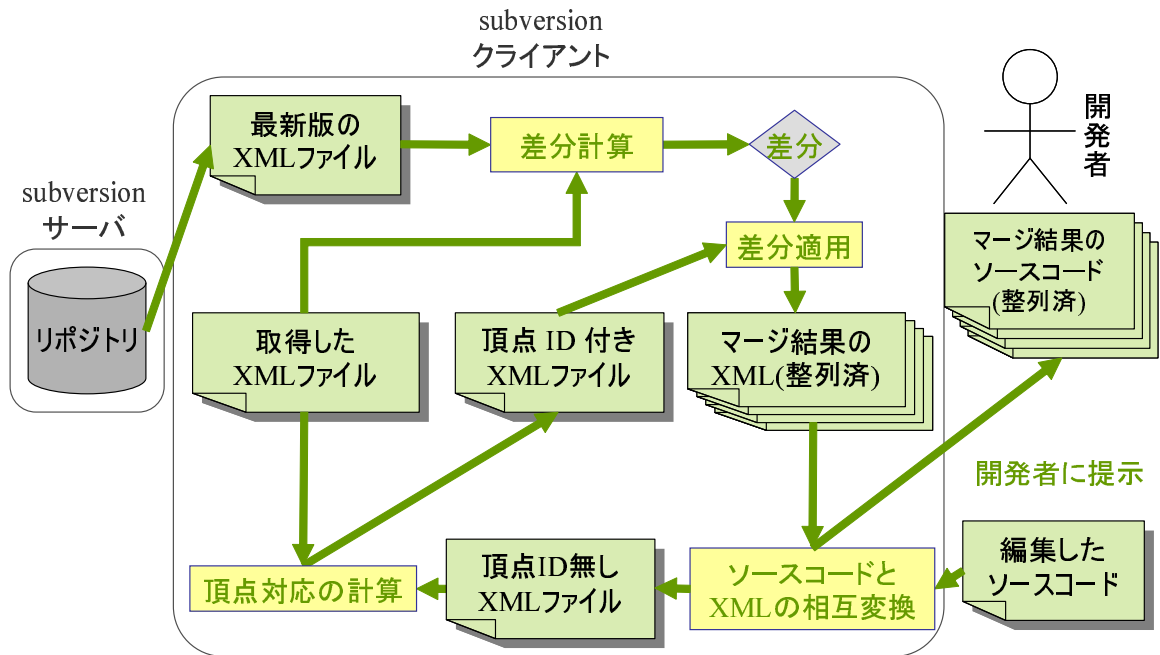 subversion
クライアント
最新版の
XMLファイル
差分計算
差分
開発者
subversion
サーバ
リポジトリ
差分適用
マージ結果の
ソースコード
(整列済)
取得した
XMLファイル
頂点 ID 付き
XMLファイル
マージ結果の
XML(整列済)
開発者に提示
頂点対応の計算
頂点ID無し
XMLファイル
ソースコードと
XMLの相互変換
編集した
ソースコード